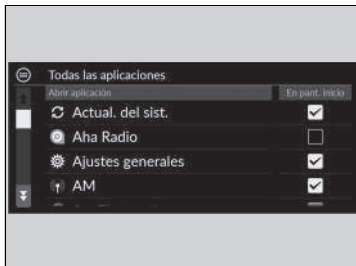 Todas las aplicaciones
Abrir aplicación En pant. inicio
Actual. del sist.
Aha Radio
Ajustes generales
AM